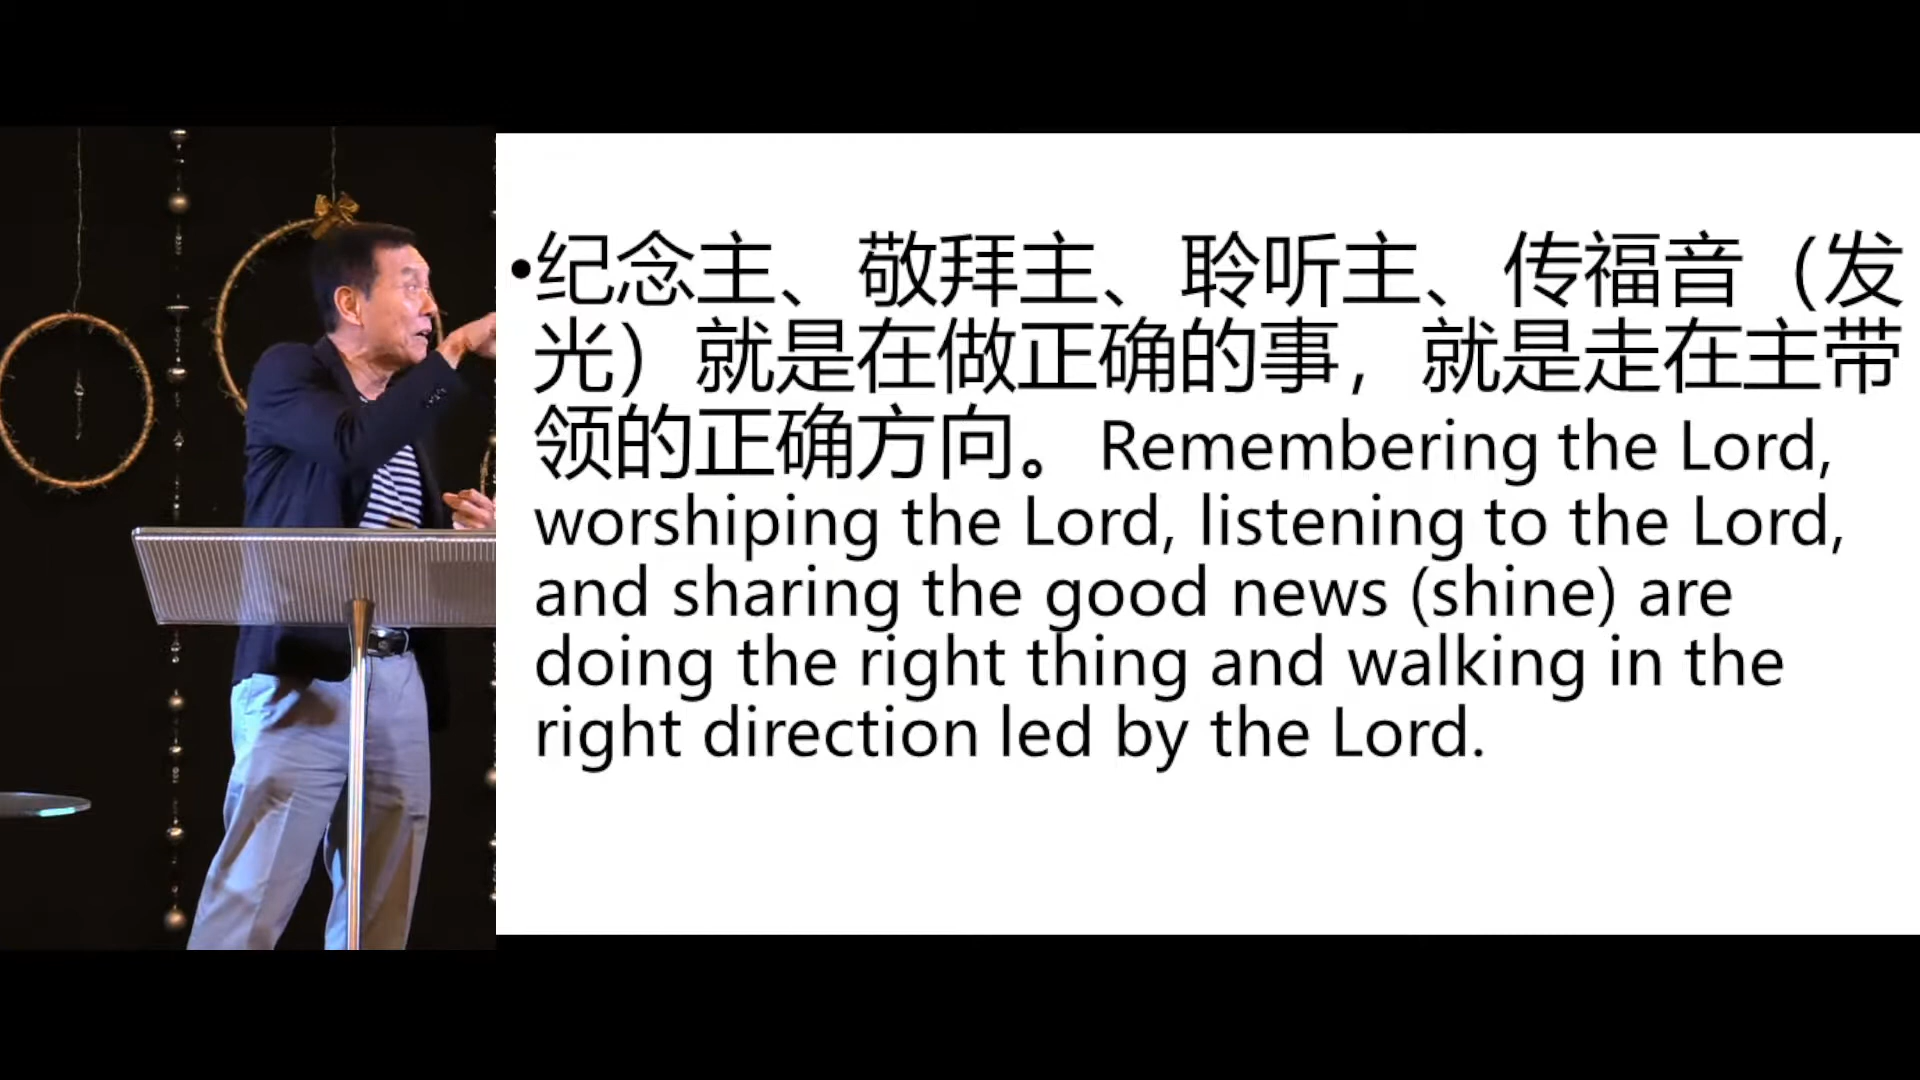 •纪念主、敬拜主、聆听主、传福音（发
光）就是在做正确的事，就是走在主带
领的正确方向。Remembering the Lord,
worshiping the Lord, listening to the Lord,
and sharing the good news (shine) are
doing the right thing and walking in the
right direction led by the Lord.